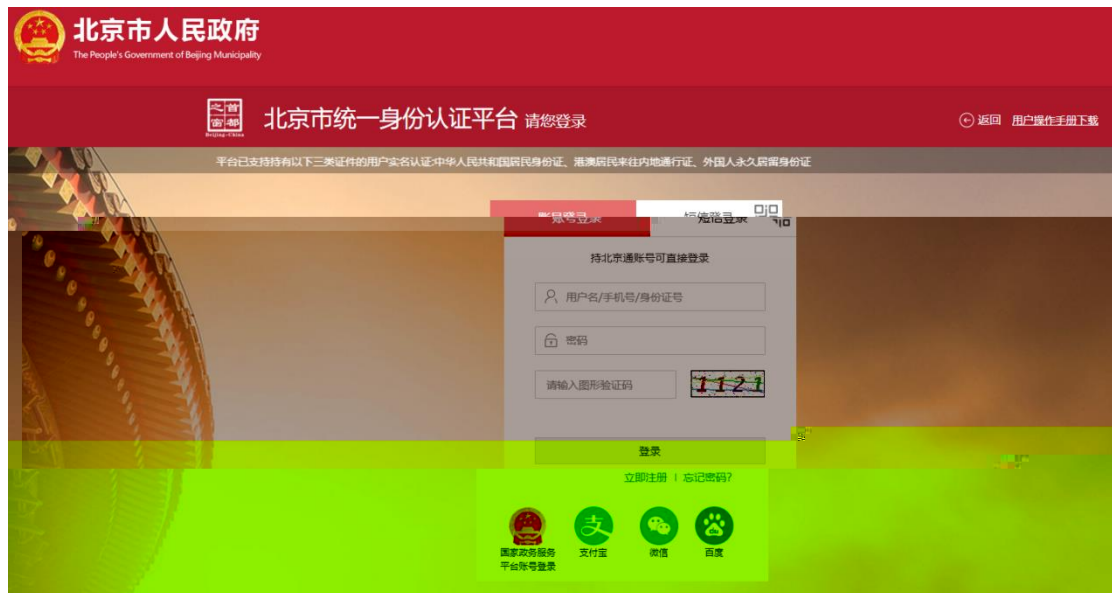 北京市人民政府
The People's Government of Beijing Municipality
首都之窗
Beijing-China
北京市统一身份认证平台 请您登录
返回 用户操作手册下载
平台已支持持有以下三类证件的用户实名认证:中华人民共和国居民身份证、港澳居民来往内地通行证、外国人永久居留身份证
账号登录 短信登录
持北京通账号可直接登录
用户名/手机号/身份证号
密码
请输入图形验证码 1121
登录
立即注册 | 忘记密码?
国家政务服务平台账号登录 支付宝 微信 百度